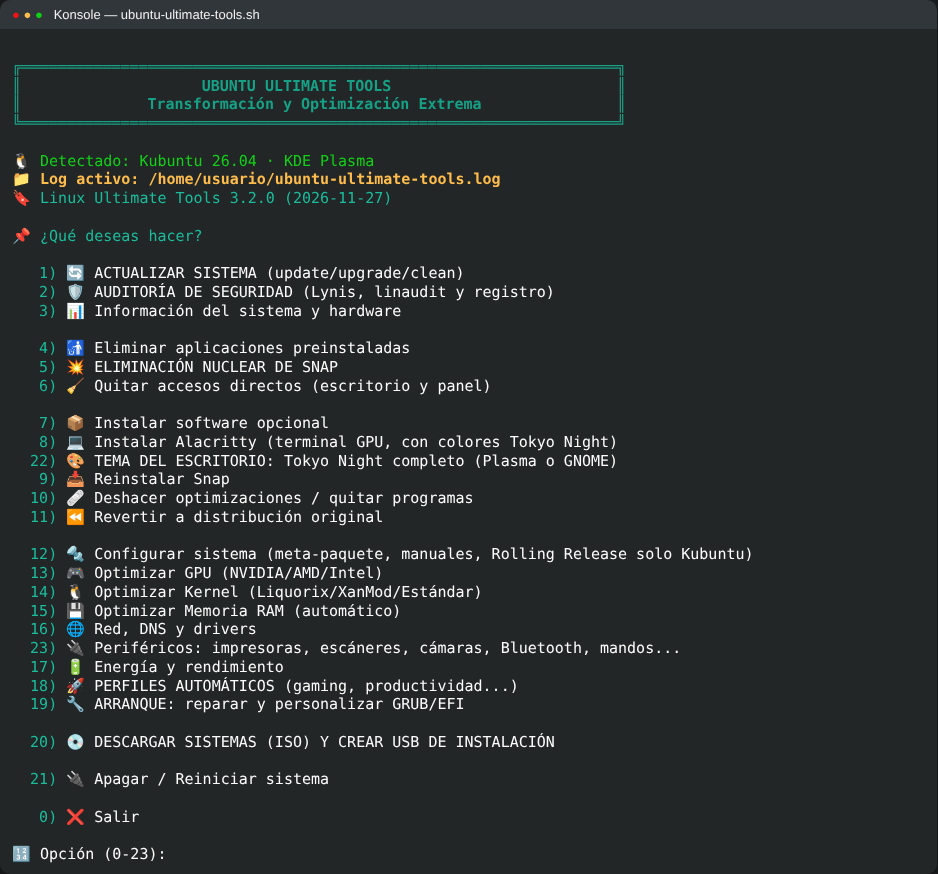 Konsole — ubuntu-ultimate-tools.sh
UBUNTU ULTIMATE TOOLS
Transformación y Optimización Extrema
🐧 Detectado: Kubuntu 26.04 · KDE Plasma
📁 Log activo: /home/usuario/ubuntu-ultimate-tools.log
🔖 Linux Ultimate Tools 3.2.0 (2026-11-27)
📌 ¿Qué deseas hacer?
1) 🔄 ACTUALIZAR SISTEMA (update/upgrade/clean)
2) 🛡️ AUDITORÍA DE SEGURIDAD (Lynis, linaudit y registro)
3) 📊 Información del sistema y hardware
4) 🚮 Eliminar aplicaciones preinstaladas
5) 💥 ELIMINACIÓN NUCLEAR DE SNAP
6) 🧹 Quitar accesos directos (escritorio y panel)
7) 📦 Instalar software opcional
8) 💻 Instalar Alacritty (terminal GPU, con colores Tokyo Night)
22) 🎨 TEMA DEL ESCRITORIO: Tokyo Night completo (Plasma o GNOME)
9) 📥 Reinstalar Snap
10) 🩹 Deshacer optimizaciones / quitar programas
11) ⏪ Revertir a distribución original
12) 🔩 Configurar sistema (meta-paquete, manuales, Rolling Release solo Kubuntu)
13) 🎮 Optimizar GPU (NVIDIA/AMD/Intel)
14) 🐧 Optimizar Kernel (Liquorix/XanMod/Estándar)
15) 💾 Optimizar Memoria RAM (automático)
16) 🌐 Red, DNS y drivers
23) 🔌 Periféricos: impresoras, escáneres, cámaras, Bluetooth, mandos...
17) 🔋 Energía y rendimiento
18) 🚀 PERFILES AUTOMÁTICOS (gaming, productividad...)
19) 🔧 ARRANQUE: reparar y personalizar GRUB/EFI
20) 💿 DESCARGAR SISTEMAS (ISO) Y CREAR USB DE INSTALACIÓN
21) 🔌 Apagar / Reiniciar sistema
0) ❌ Salir
🔢 Opción (0-23):